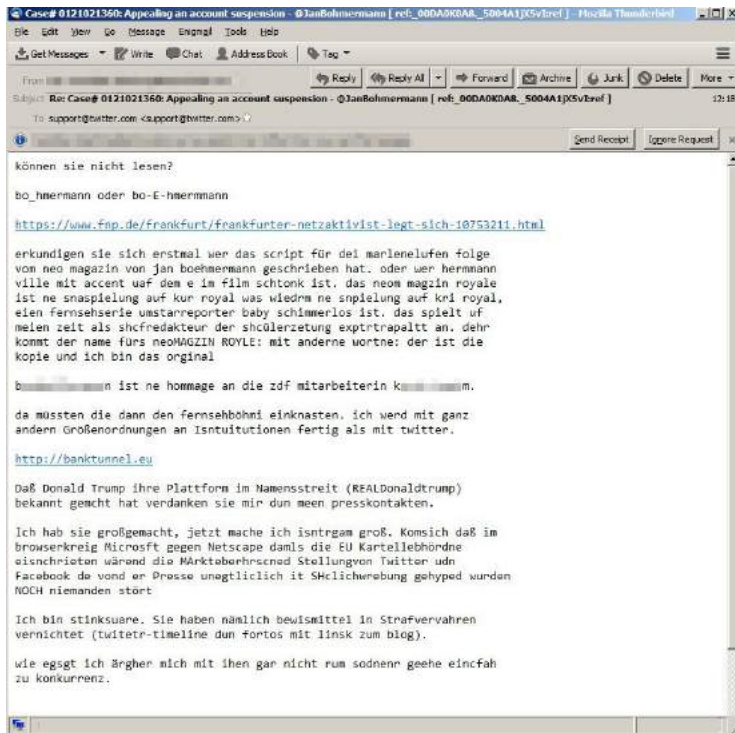 Case# 0121021360: Appealing an account suspension - @JanBohmermann [ ref:_00DA0K0A8._5004A1jX5v1:ref ] - Mozilla Thunderbird
File Edit View Go Message Enigmail Tools Help
Get Messages Write Chat Address Book Tag
From Reply Reply All Forward Archive Junk Delete More
Subject Re: Case# 0121021360: Appealing an account suspension - @JanBohmermann [ ref:_00DA0K0A8._5004A1jX5v1:ref ]
To support@twitter.com <support@twitter.com>
Send Receipt Ignore Request
können sie nicht lesen?
bo_hmermann oder bo-E-hmermmann
https://www.fnp.de/frankfurt/frankfurter-netzaktivist-legt-sich-10753211.html
erkundigen sie sich erstmal wer das script für dei marlenelufen folge
vom neo magazin von jan boehmermann geschrieben hat. oder wer hermmann
ville mit accent uaf dem e im film schtonk ist. das neom magzin royale
ist ne snaspielung auf kur royal was wiedrm ne snpielung auf kri royal,
eien fernsehserie umstarreporter baby schimmerlos ist. das spielt uf
meien zeit als shcfredakteur der shcülerzetung exptrtrapaltt an. dehr
kommt der name fürs neoMAGZIN ROYLE: mit anderne wortne: der ist die
kopie und ich bin das orginal
b n ist ne hommage an die zdf mitarbeiterin k m.
da müssten die dann den fernsehböhmi einknasten. ich werd mit ganz
andern Größenordnungen an Isntuitutionen fertig als mit twitter.
http://banktunnel.eu
Daß Donald Trump ihre Plattform im Namensstreit (REALDonaldtrump)
bekannt gemcht hat verdanken sie mir dun meen presskontakten.
Ich hab sie großgemacht, jetzt mache ich isntrgam groß. Komsich daß im
browserkreig Microsft gegen Netscape damls die EU Kartellebhördne
eisnchrieten wärend die MArkteberhrscned Stellungvon Twitter udn
Facebook de vond er Presse unegtliclich it SHclichwrebung gehyped wurden
NOCH niemanden stört
Ich bin stinksuare. Sie haben nämlich bewismittel in Strafvervahren
vernichtet (twitetr-timeline dun fortos mit linsk zum blog).
wie egsgt ich ärgher mich mit ihen gar nicht rum sodnenr geehe eincfah
zu konkurrenz.